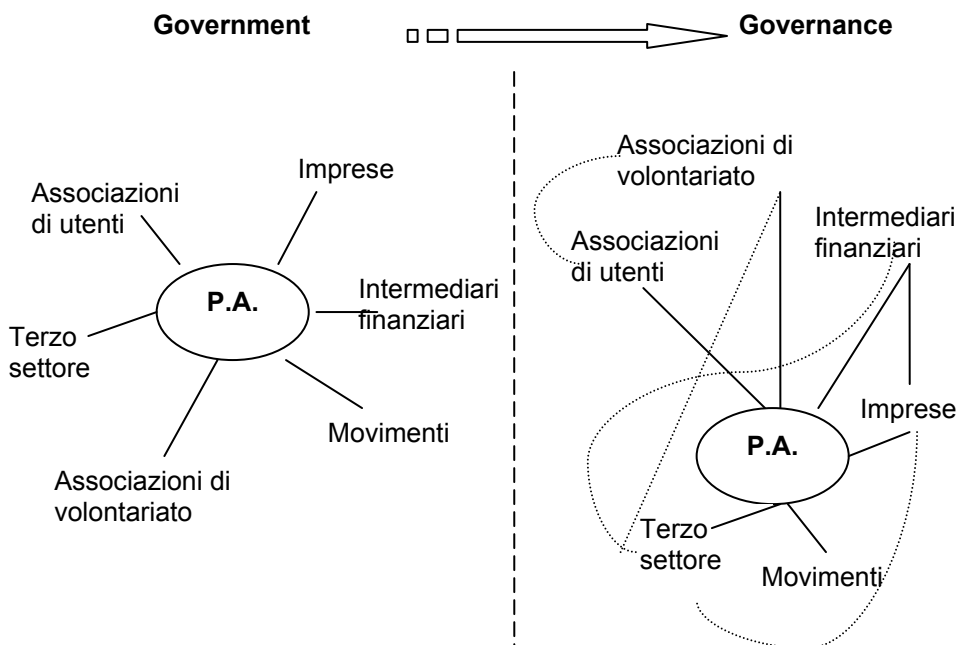 Government
Governance
Imprese
Associazioni
di utenti
P.A.
Intermediari
finanziari
Terzo
settore
Movimenti
Associazioni di
volontariato
Associazioni di
volontariato
Intermediari
finanziari
Associazioni
di utenti
Imprese
P.A.
Terzo
settore
Movimenti